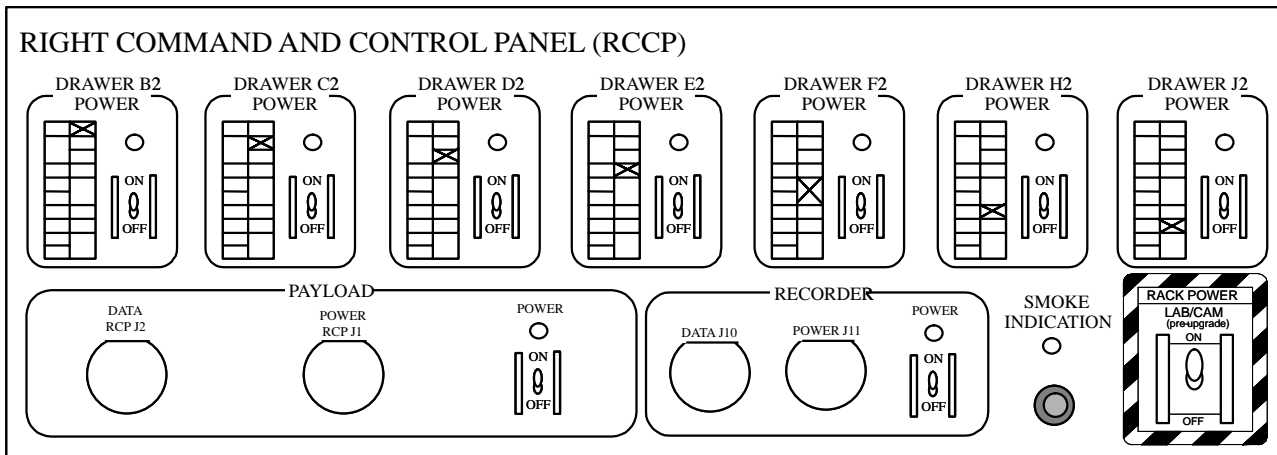 RIGHT COMMAND AND CONTROL PANEL (RCCP)
DRAWER B2
POWER
ON
OFF
DRAWER C2
POWER
ON
OFF
DRAWER D2
POWER
ON
OFF
DRAWER E2
POWER
ON
OFF
DRAWER F2
POWER
ON
OFF
DRAWER H2
POWER
ON
OFF
DRAWER J2
POWER
ON
OFF
PAYLOAD
DATA
RCP J2
POWER
RCP J1
POWER
ON
OFF
RECORDER
DATA J10
POWER J11
POWER
ON
OFF
SMOKE
INDICATION
RACK POWER
LAB/CAM
(pre-upgrade)
ON
OFF